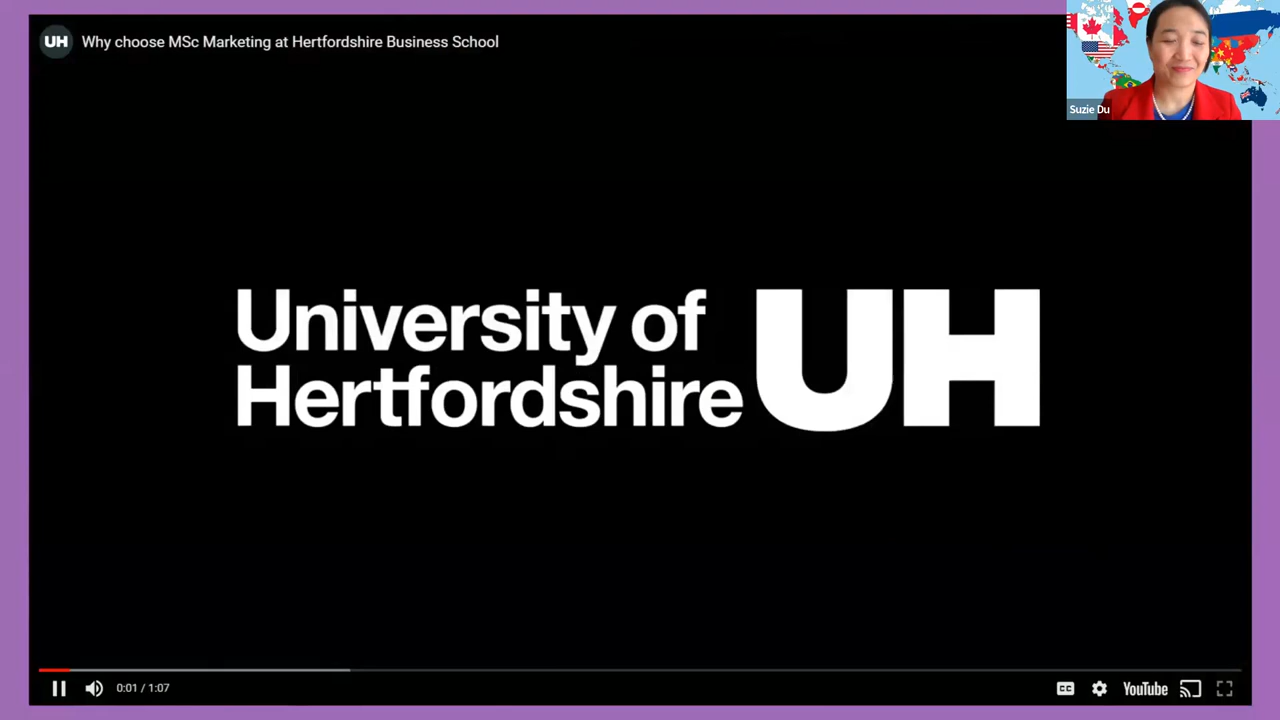 UH
Why choose MSc Marketing at Hertfordshire Business School
Suzie Du
University of
Hertfordshire
UH
0:01 / 1:07
CC
YouTube